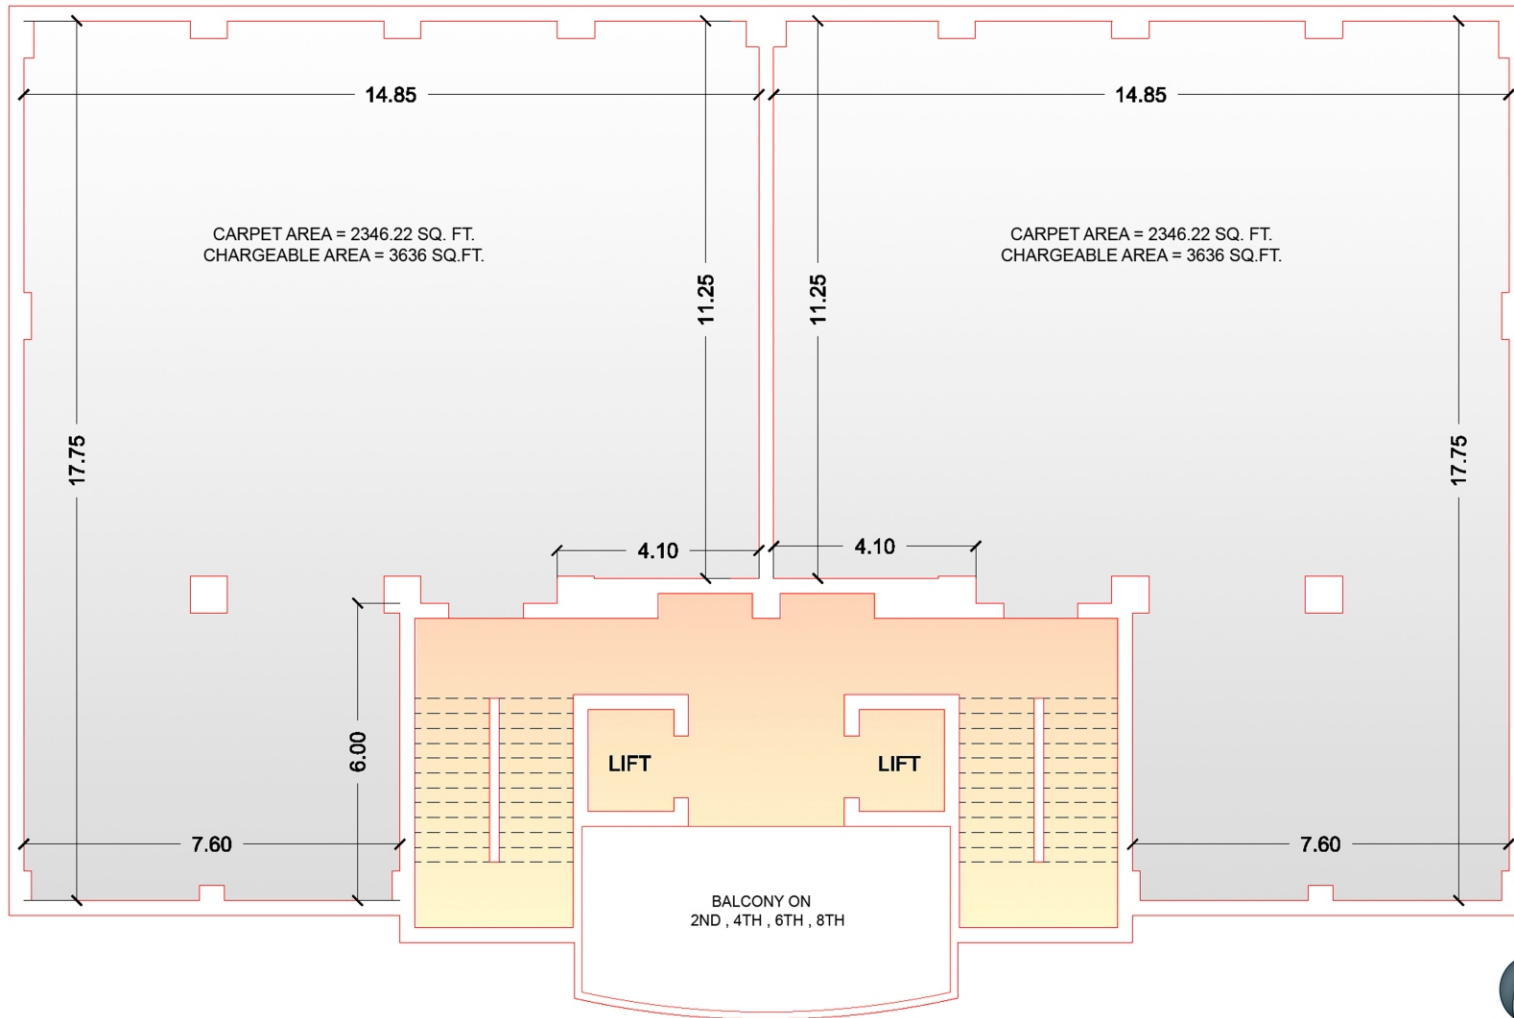 14.85
14.85
CARPET AREA = 2346.22 SQ. FT.
CHARGEABLE AREA = 3636 SQ.FT.
CARPET AREA = 2346.22 SQ. FT.
CHARGEABLE AREA = 3636 SQ.FT.
11.25
11.25
17.75
17.75
4.10
4.10
6.00
LIFT
LIFT
7.60
7.60
BALCONY ON
2ND , 4TH , 6TH , 8TH